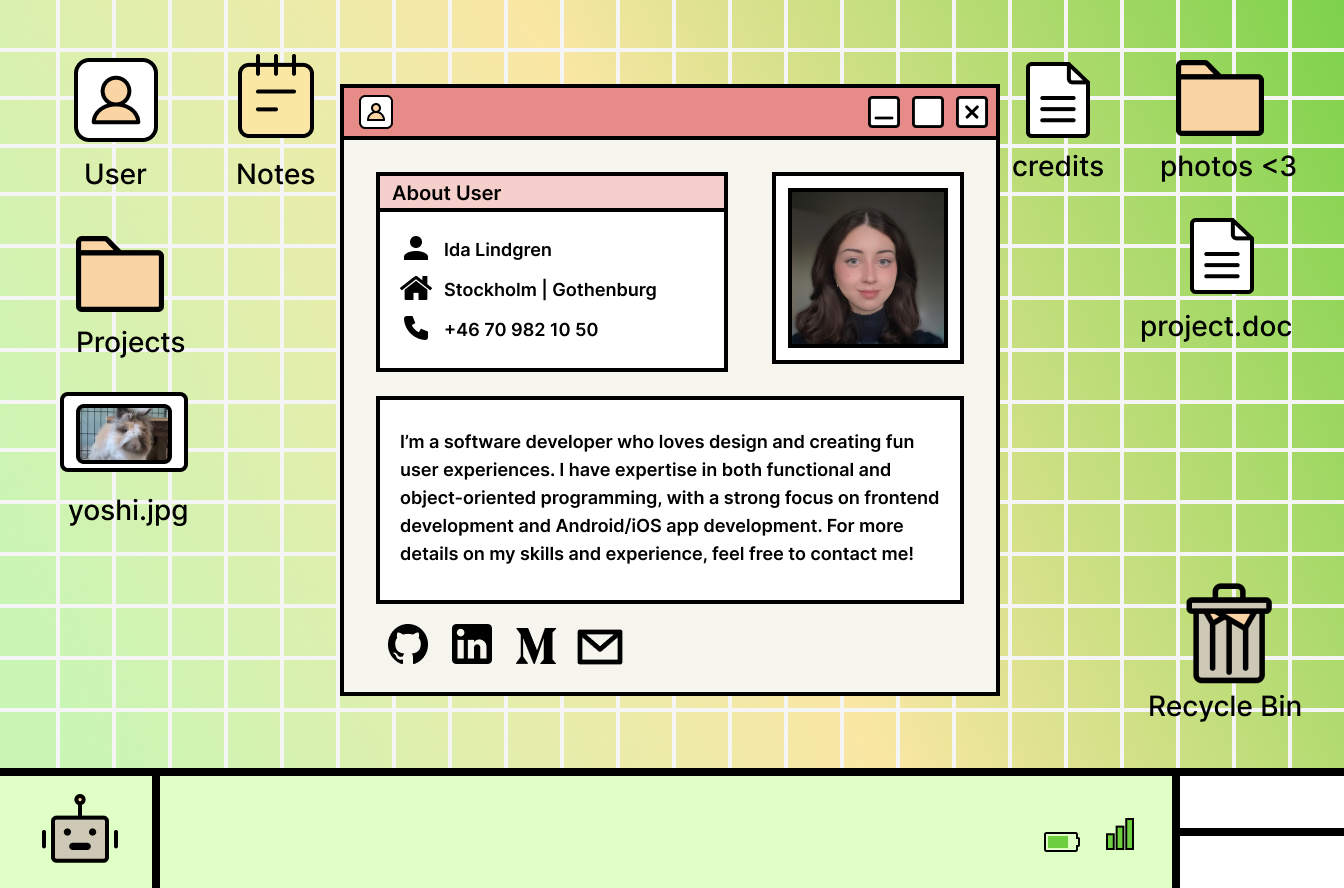 User
Notes
credits
photos <3
About User
Ida Lindgren
Stockholm | Gothenburg
+46 70 982 10 50
Projects
project.doc
yoshi.jpg
I’m a software developer who loves design and creating fun
user experiences. I have expertise in both functional and
object-oriented programming, with a strong focus on frontend
development and Android/iOS app development. For more
details on my skills and experience, feel free to contact me!
in
M
Recycle Bin